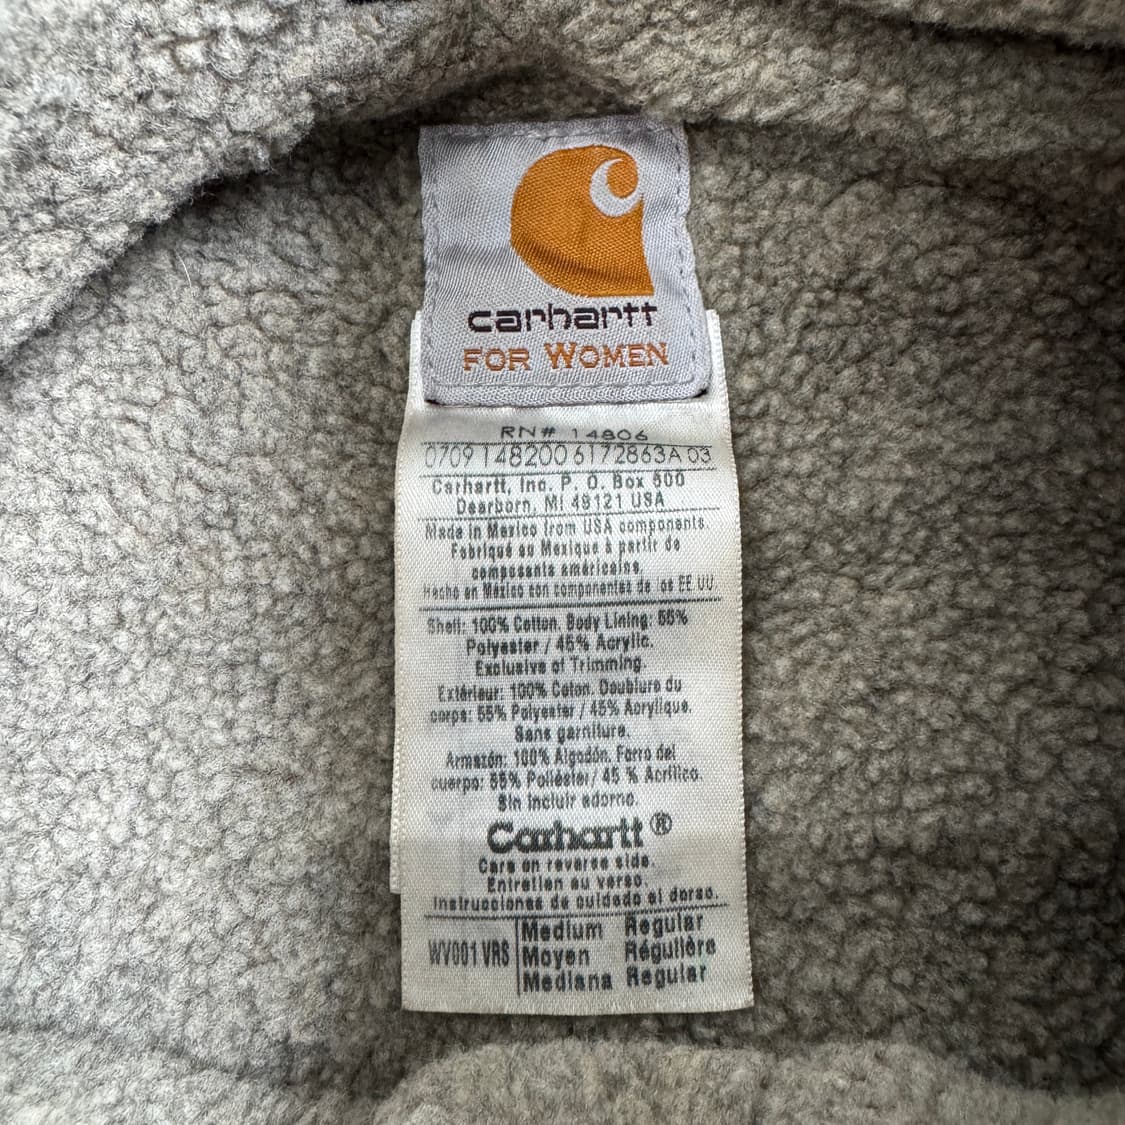 carhartt
FOR WOMEN
RN# 14806
0709 148200 6172863A 03
Carhartt, Inc. P. O. Box 600
Dearborn, MI 48121 USA
Made in Mexico from USA components.
Fabriqué au Mexique à partir de
composants américains.
Hecho en México con componentes de los EE.UU.
Shell: 100% Cotton. Body Lining: 55%
Polyester / 45% Acrylic.
Exclusive of Trimming.
Extérieur: 100% Coton. Doublure du
corps: 55% Polyester / 45% Acrylique.
Sans garniture.
Armazón: 100% Algodón. Forro del
cuerpo: 55% Poliéster / 45 % Acrílico.
Sin incluir adorno.
Carhartt®
Care on reverse side.
Entretien au verso.
Instrucciones de cuidado al dorso.
WV001 VRS
Medium Regular
Moyen Régulière
Mediana Regular